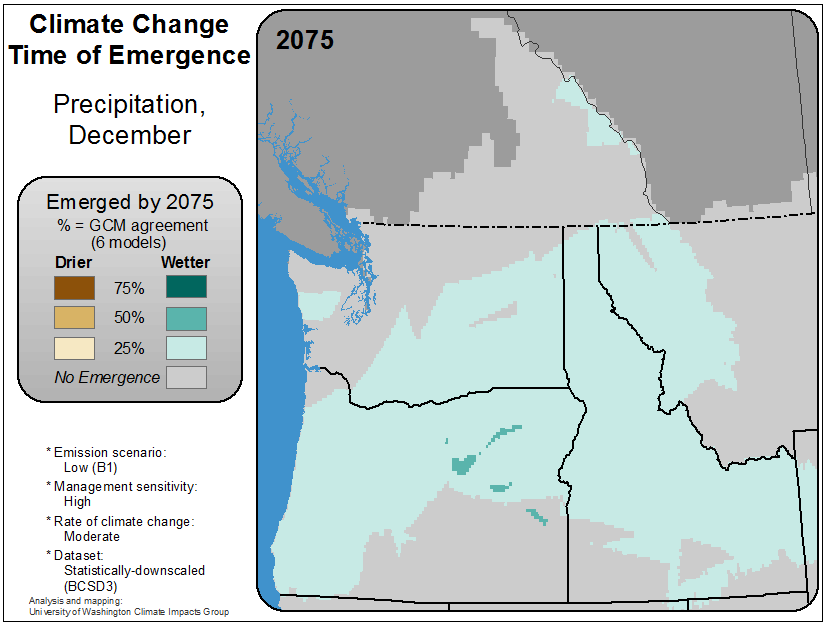 Climate Change
Time of Emergence
Precipitation,
December
2075
Emerged by 2075
% = GCM agreement
(6 models)
Drier Wetter
75%
50%
25%
No Emergence
* Emission scenario:
Low (B1)
* Management sensitivity:
High
* Rate of climate change:
Moderate
* Dataset:
Statistically-downscaled
(BCSD3)
Analysis and mapping:
University of Washington Climate Impacts Group